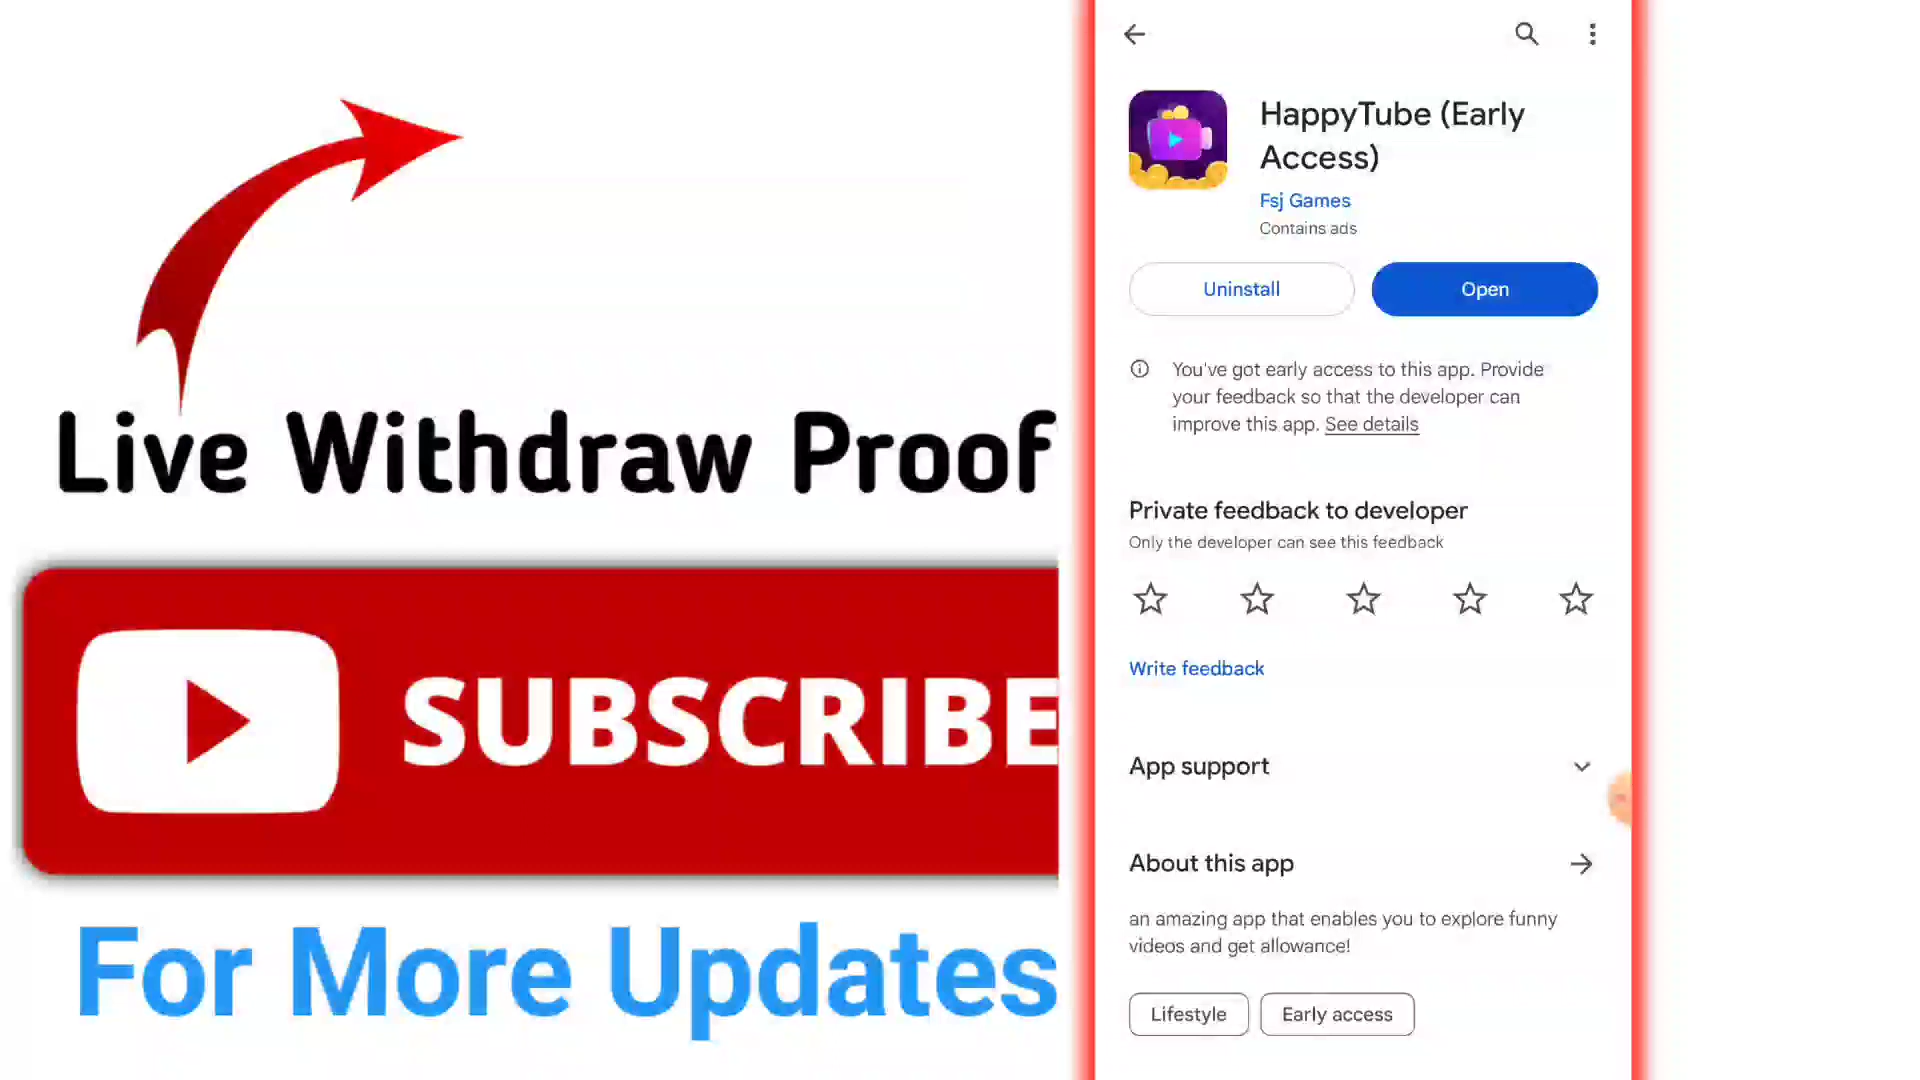 Live Withdraw Proof
SUBSCRIBE
For More Updates
HappyTube (Early
Access)
Fsj Games
Contains ads
Uninstall
Open
You've got early access to this app. Provide
your feedback so that the developer can
improve this app. See details
Private feedback to developer
Only the developer can see this feedback
Write feedback
App support
About this app
an amazing app that enables you to explore funny
videos and get allowance!
Lifestyle
Early access